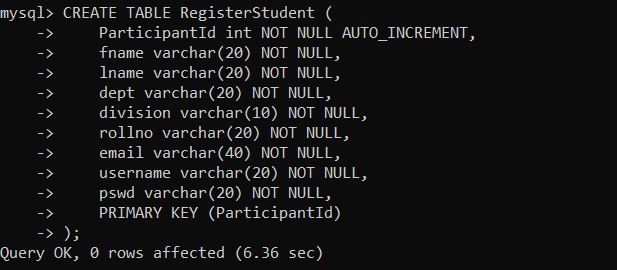 mysql> CREATE TABLE RegisterStudent (
    ->     ParticipantId int NOT NULL AUTO_INCREMENT,
    ->     fname varchar(20) NOT NULL,
    ->     lname varchar(20) NOT NULL,
    ->     dept varchar(20) NOT NULL,
    ->     division varchar(10) NOT NULL,
    ->     rollno varchar(20) NOT NULL,
    ->     email varchar(40) NOT NULL,
    ->     username varchar(20) NOT NULL,
    ->     pswd varchar(20) NOT NULL,
    ->     PRIMARY KEY (ParticipantId)
    -> );
Query OK, 0 rows affected (6.36 sec)